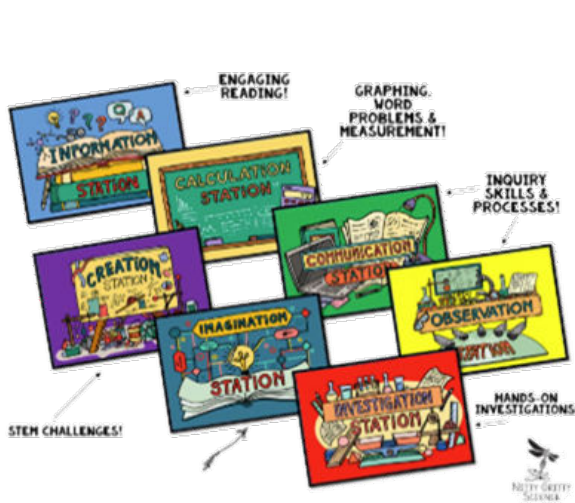 ENGAGING
READING!
GRAPHING,
WORD
PROBLEMS &
MEASUREMENT!
Q A
INFORMATION
STATION
CALCULATION
STATION
INQUIRY
SKILLS &
PROCESSES!
COMMUNICATION
STATION
CREATION
STATION
OBSERVATION
STATION
IMAGINATION
STATION
INVESTIGATION
STATION
HANDS-ON
INVESTIGATIONS
STEM CHALLENGES!
NITTY GRITTY
SCIENCE